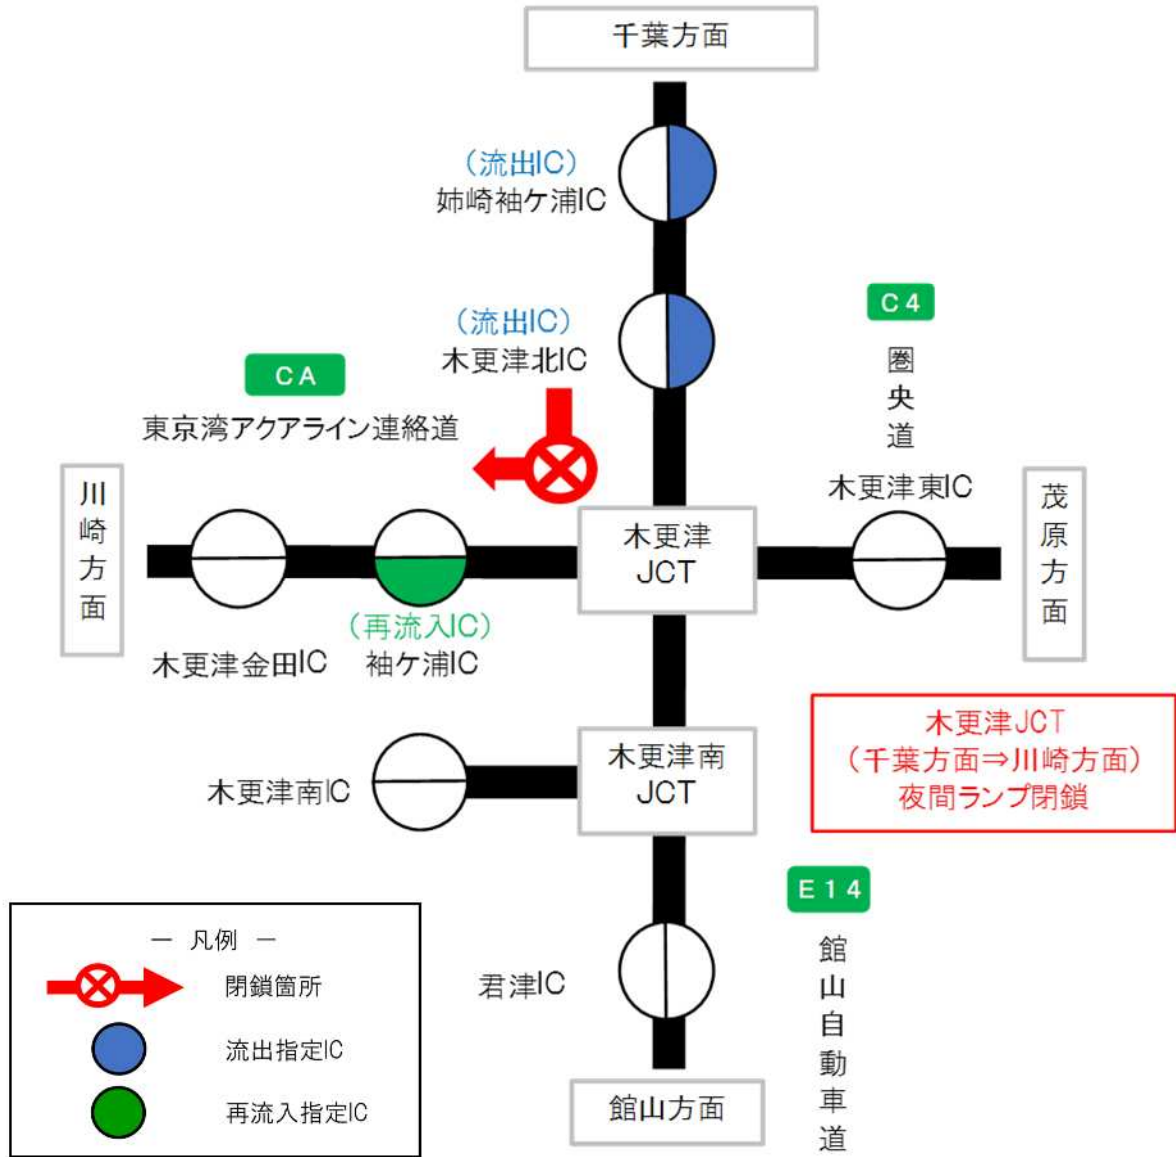 千葉方面
(流出IC)
姉崎袖ケ浦IC
(流出IC)
木更津北IC
C4
圏央道
CA
東京湾アクアライン連絡道
木更津東IC
川崎方面
木更津
JCT
茂原方面
(再流入IC)
木更津金田IC
袖ケ浦IC
木更津JCT
(千葉方面⇒川崎方面)
夜間ランプ閉鎖
木更津南
JCT
木更津南IC
E14
館山自動車道
君津IC
館山方面
― 凡例 ―
閉鎖箇所
流出指定IC
再流入指定IC